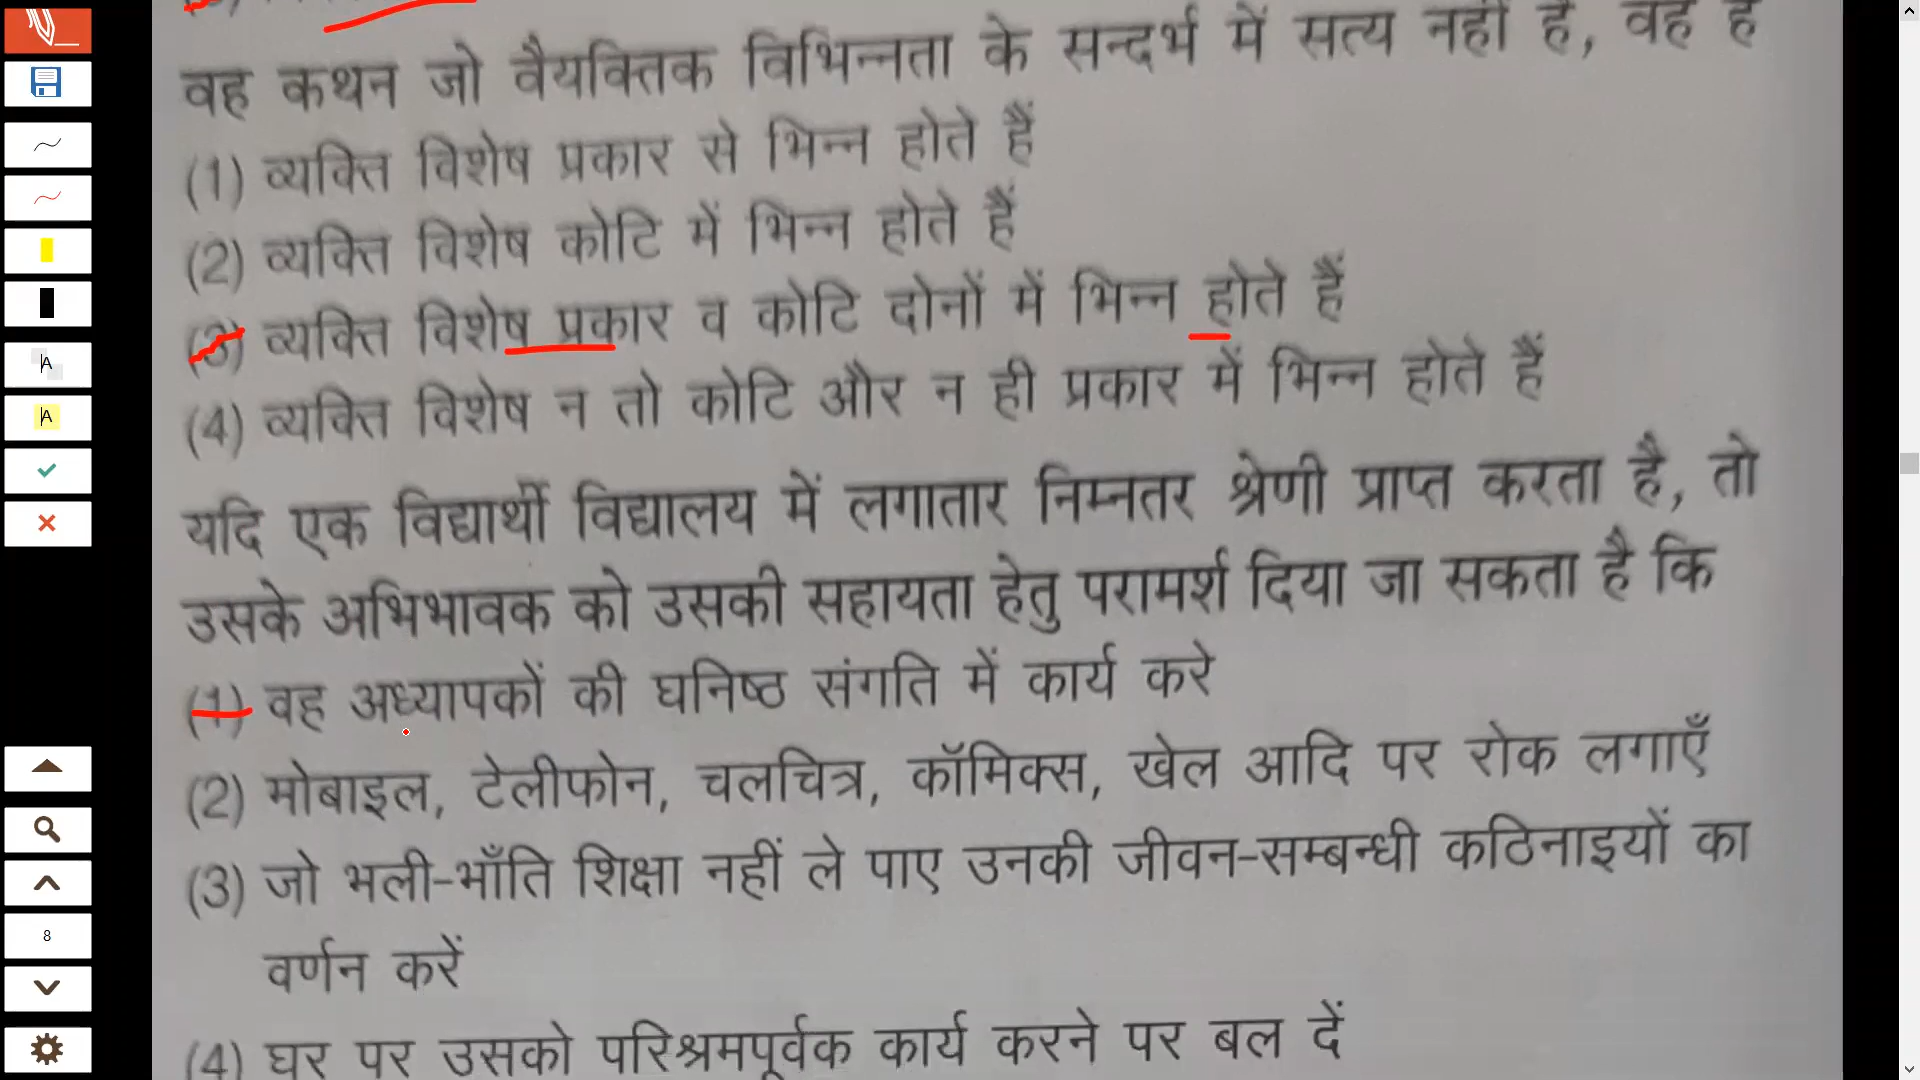 वह कथन जो वैयक्तिक विभिन्नता के सन्दर्भ में सत्य नहीं है, वह है
(1) व्यक्ति विशेष प्रकार से भिन्न होते हैं
(2) व्यक्ति विशेष कोटि में भिन्न होते हैं
(3) व्यक्ति विशेष प्रकार व कोटि दोनों में भिन्न होते हैं
(4) व्यक्ति विशेष न तो कोटि और न ही प्रकार में भिन्न होते हैं
यदि एक विद्यार्थी विद्यालय में लगातार निम्नतर श्रेणी प्राप्त करता है, तो
उसके अभिभावक को उसकी सहायता हेतु परामर्श दिया जा सकता है कि
(1) वह अध्यापकों की घनिष्ठ संगति में कार्य करे
(2) मोबाइल, टेलीफोन, चलचित्र, कॉमिक्स, खेल आदि पर रोक लगाएँ
(3) जो भली-भाँति शिक्षा नहीं ले पाए उनकी जीवन-सम्बन्धी कठिनाइयों का
वर्णन करें
(4) घर पर उसको परिश्रमपूर्वक कार्य करने पर बल दें
A
A
8